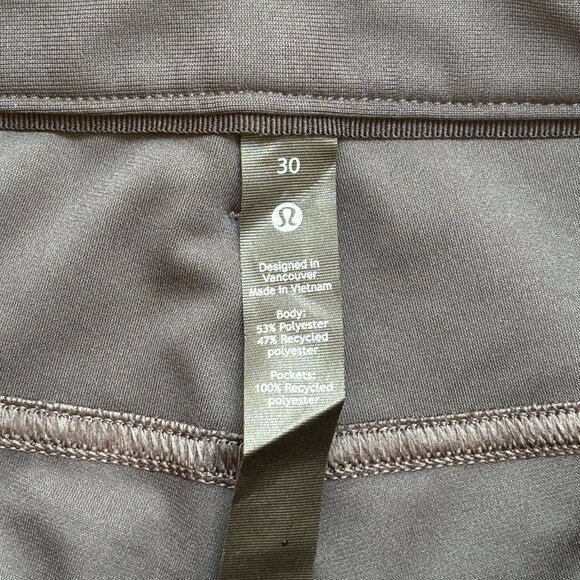 30
Designed in
Vancouver
Made in Vietnam
Body:
53% Polyester
47% Recycled
polyester
Pockets:
100% Recycled
polyester